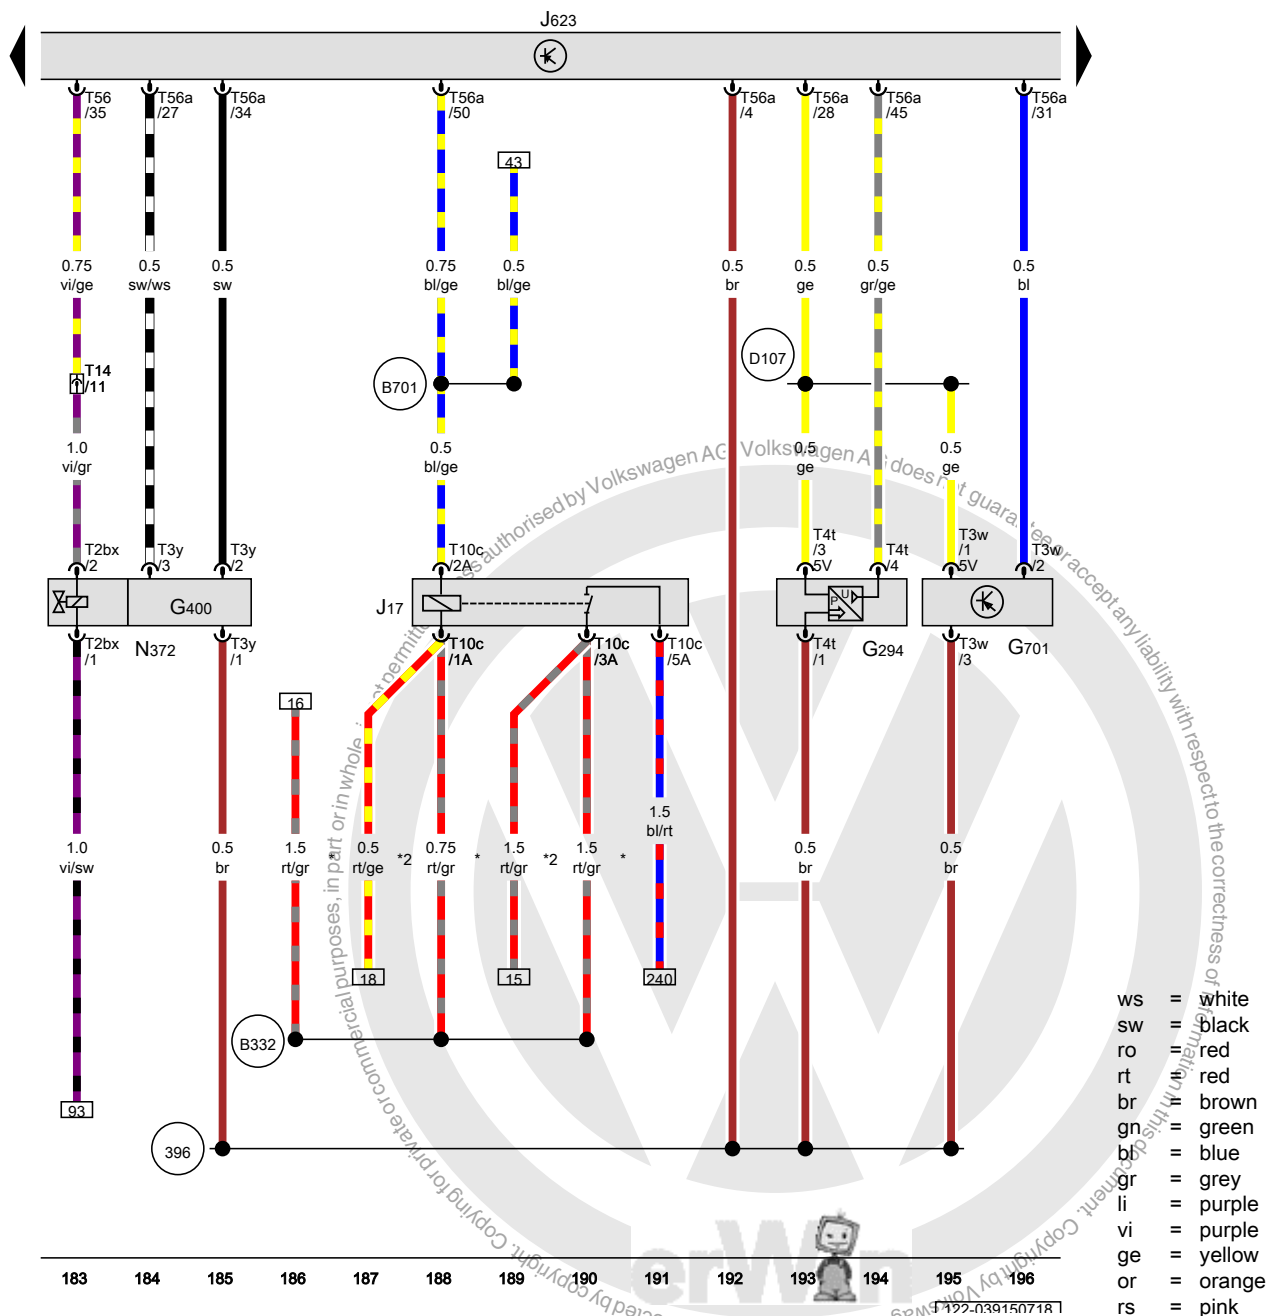 J623
T56 /35
T56a /27
T56a /34
T56a /50
T56a /4
T56a /28
T56a /45
T56a /31
43
0.75 vi/ge
0.5 sw/ws
0.5 sw
0.75 bl/ge
0.5 bl/ge
0.5 br
0.5 ge
0.5 gr/ge
0.5 bl
D107
T14 /11
B701
1.0 vi/gr
0.5 bl/ge
0.5 ge
0.5 ge
T2bx /2
T3y /3
T3y /2
T10c /2A
T4t /3 5V
T4t /4
T3w /1 5V
T3w /2
G400
J17
P U
T2bx /1
N372
T3y /1
T10c /1A
T10c /3A
T10c /5A
T4t /1
G294
T3w /3
G701
16
1.5 bl/rt
1.0 vi/sw
0.5 br
1.5 rt/gr *
0.5 rt/ge *2
0.75 rt/gr *
1.5 rt/gr *2
1.5 rt/gr *
0.5 br
0.5 br
18
15
240
B332
93
396
ws = white
sw = black
ro = red
rt = red
br = brown
gn = green
bl = blue
gr = grey
li = purple
vi = purple
ge = yellow
or = orange
rs = pink
erWin
183 184 185 186 187 188 189 190 191 192 193 194 195 196
122-039150718